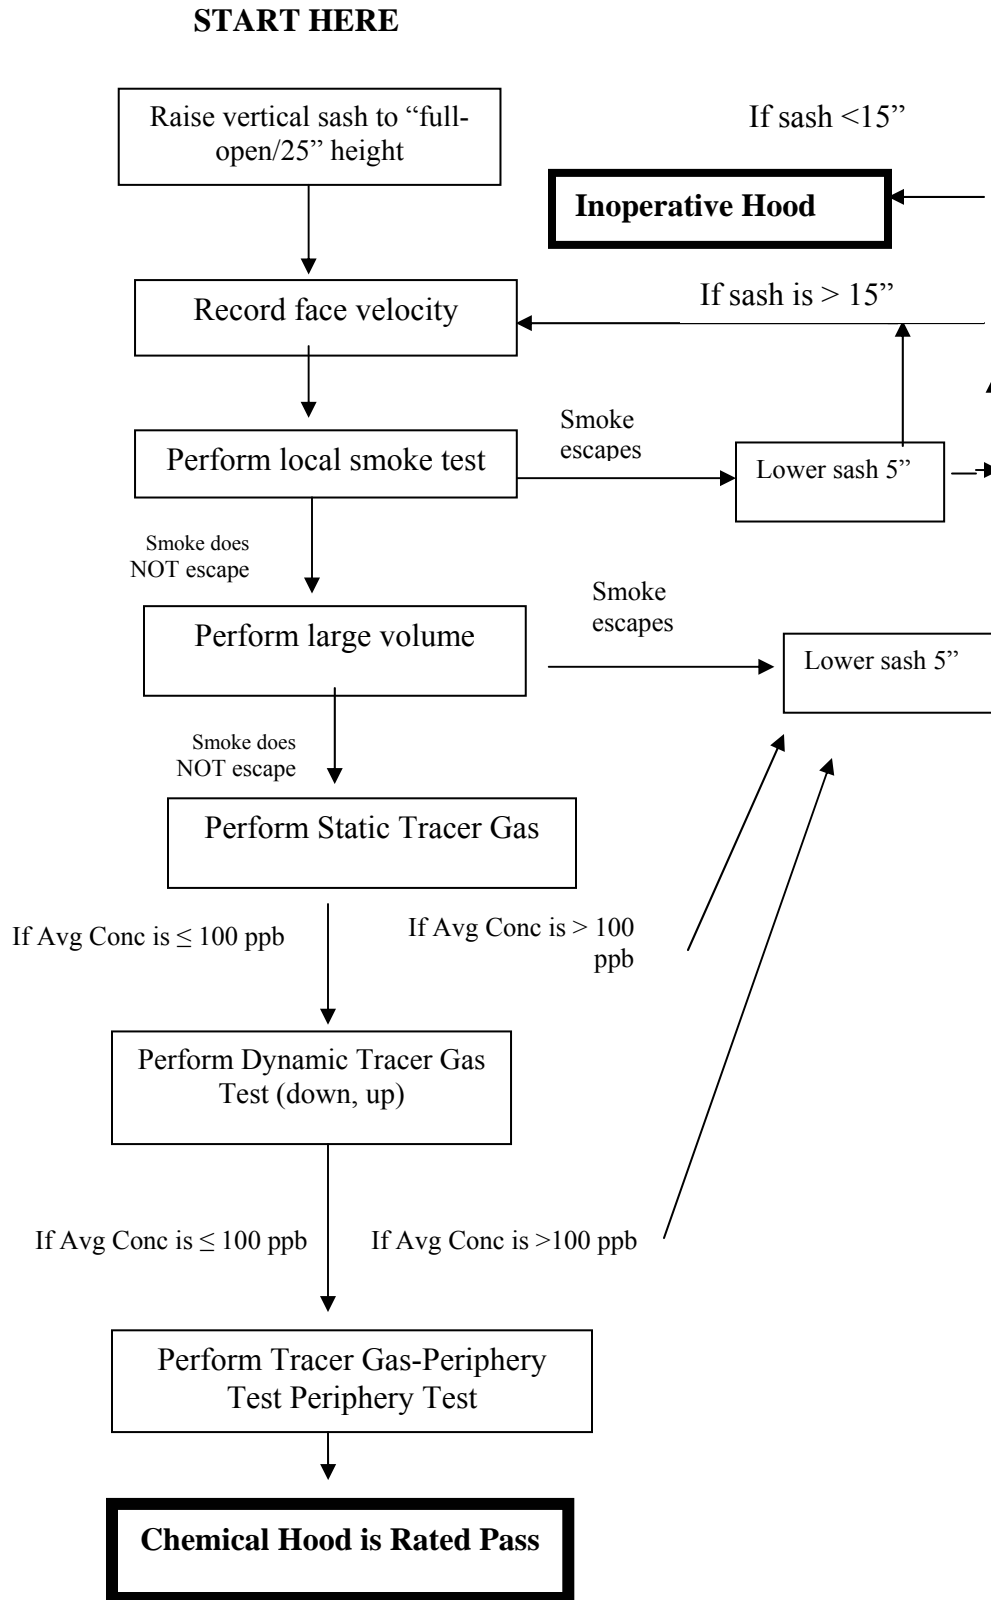 START HERE
Raise vertical sash to “full-
open/25” height
If sash <15”
Inoperative Hood
If sash is > 15”
Record face velocity
Perform local smoke test
Smoke
escapes
Lower sash 5”
Smoke does
NOT escape
Perform large volume
Smoke
escapes
Lower sash 5”
Smoke does
NOT escape
Perform Static Tracer Gas
If Avg Conc is ≤ 100 ppb
If Avg Conc is > 100
ppb
Perform Dynamic Tracer Gas
Test (down, up)
If Avg Conc is ≤ 100 ppb
If Avg Conc is >100 ppb
Perform Tracer Gas-Periphery
Test Periphery Test
Chemical Hood is Rated Pass